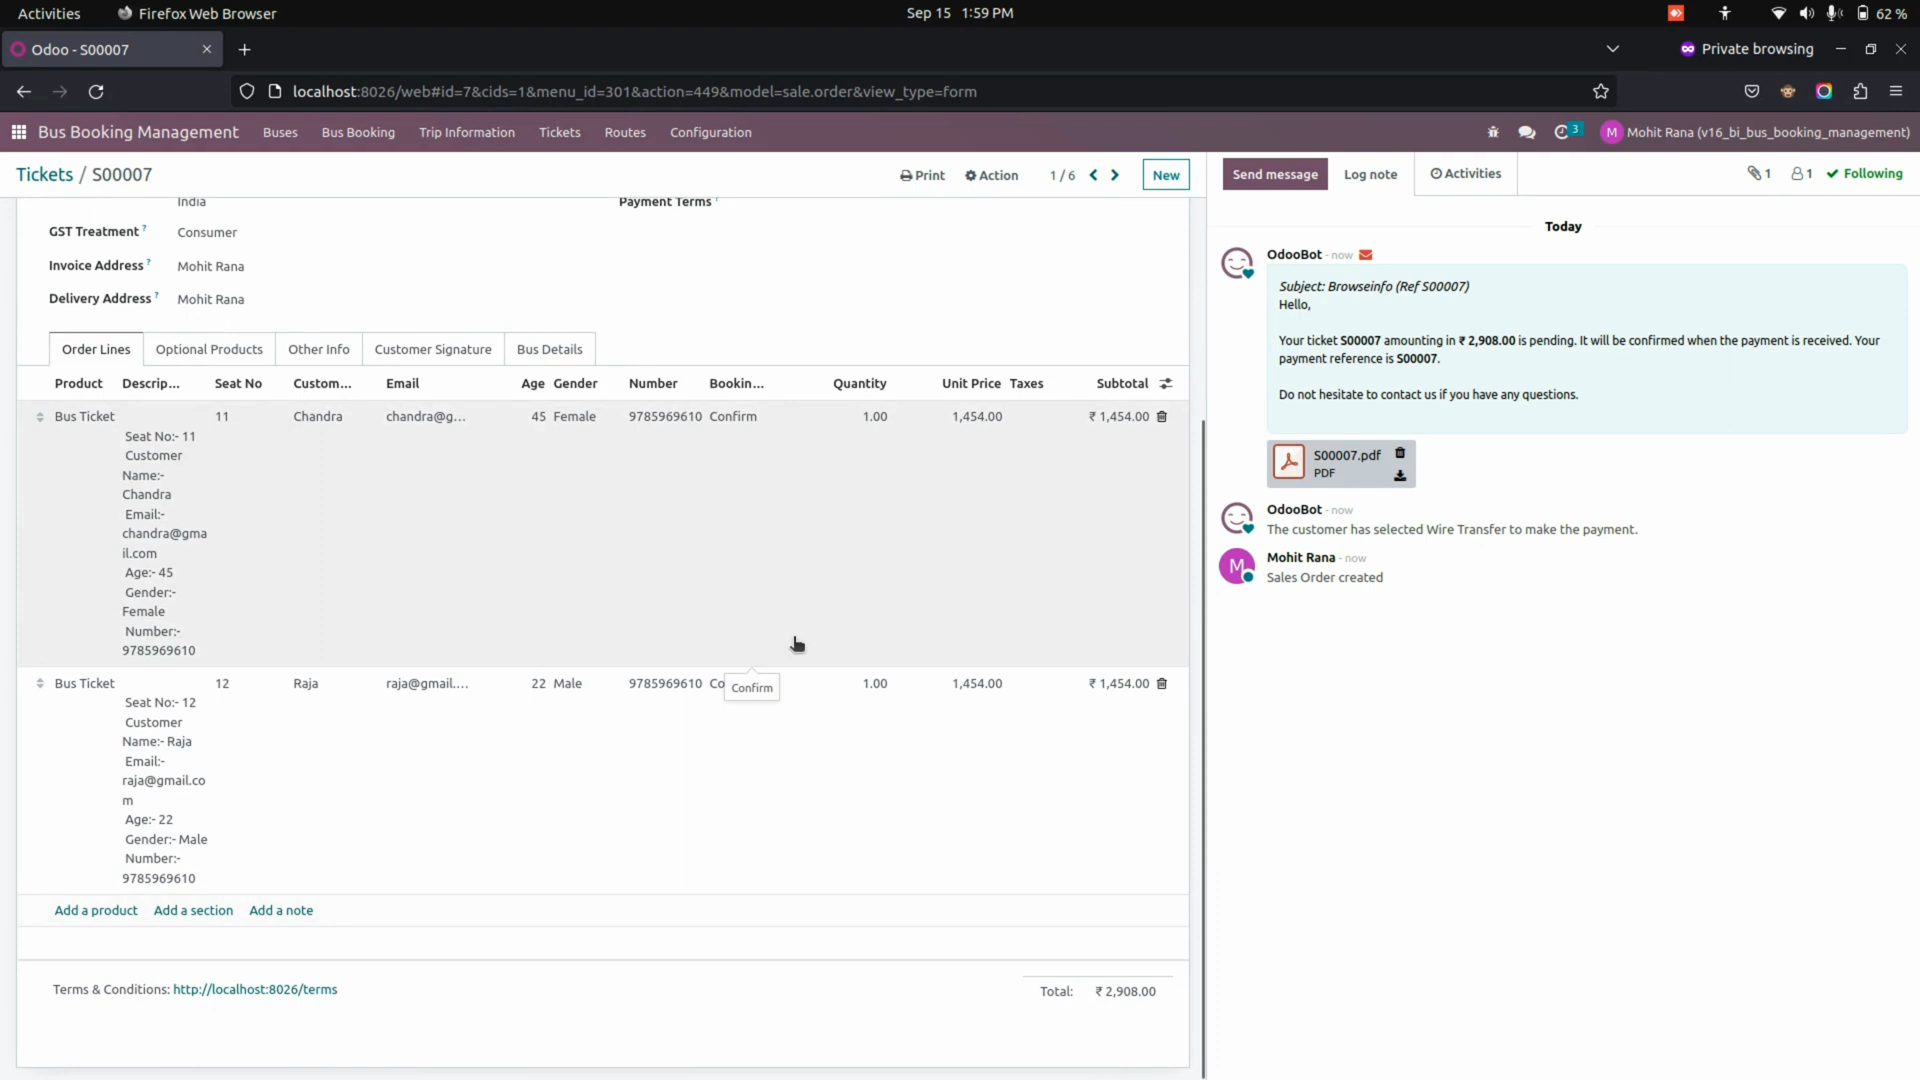 Activities Firefox Web Browser Sep 15 1:59 PM 62 %
Odoo - S00007 Private browsing
localhost:8026/web#id=7&cids=1&menu_id=301&action=449&model=sale.order&view_type=form
Bus Booking Management Buses Bus Booking Trip Information Tickets Routes Configuration 3 M Mohit Rana (v16_bi_bus_booking_management)
Tickets / S00007 Print Action 1 / 6 New Send message Log note Activities 1 1 Following
India Payment Terms ?
GST Treatment ? Consumer
Invoice Address ? Mohit Rana
Delivery Address ? Mohit Rana
Order Lines Optional Products Other Info Customer Signature Bus Details
Product Descrip... Seat No Custom... Email Age Gender Number Bookin... Quantity Unit Price Taxes Subtotal
Bus Ticket 11 Chandra chandra@g... 45 Female 9785969610 Confirm 1.00 1,454.00 ₹ 1,454.00
Seat No:- 11
Customer
Name:-
Chandra
Email:-
chandra@gma
il.com
Age:- 45
Gender:-
Female
Number:-
9785969610
Bus Ticket 12 Raja raja@gmail.... 22 Male 9785969610 Co 1.00 1,454.00 ₹ 1,454.00
Confirm
Seat No:- 12
Customer
Name:- Raja
Email:-
raja@gmail.co
m
Age:- 22
Gender:- Male
Number:-
9785969610
Add a product Add a section Add a note
Terms & Conditions: http://localhost:8026/terms Total: ₹ 2,908.00
Today
OdooBot - now
Subject: Browseinfo (Ref S00007)
Hello,
Your ticket S00007 amounting in ₹ 2,908.00 is pending. It will be confirmed when the payment is received. Your
payment reference is S00007.
Do not hesitate to contact us if you have any questions.
S00007.pdf
PDF
OdooBot - now
The customer has selected Wire Transfer to make the payment.
M Mohit Rana - now
Sales Order created